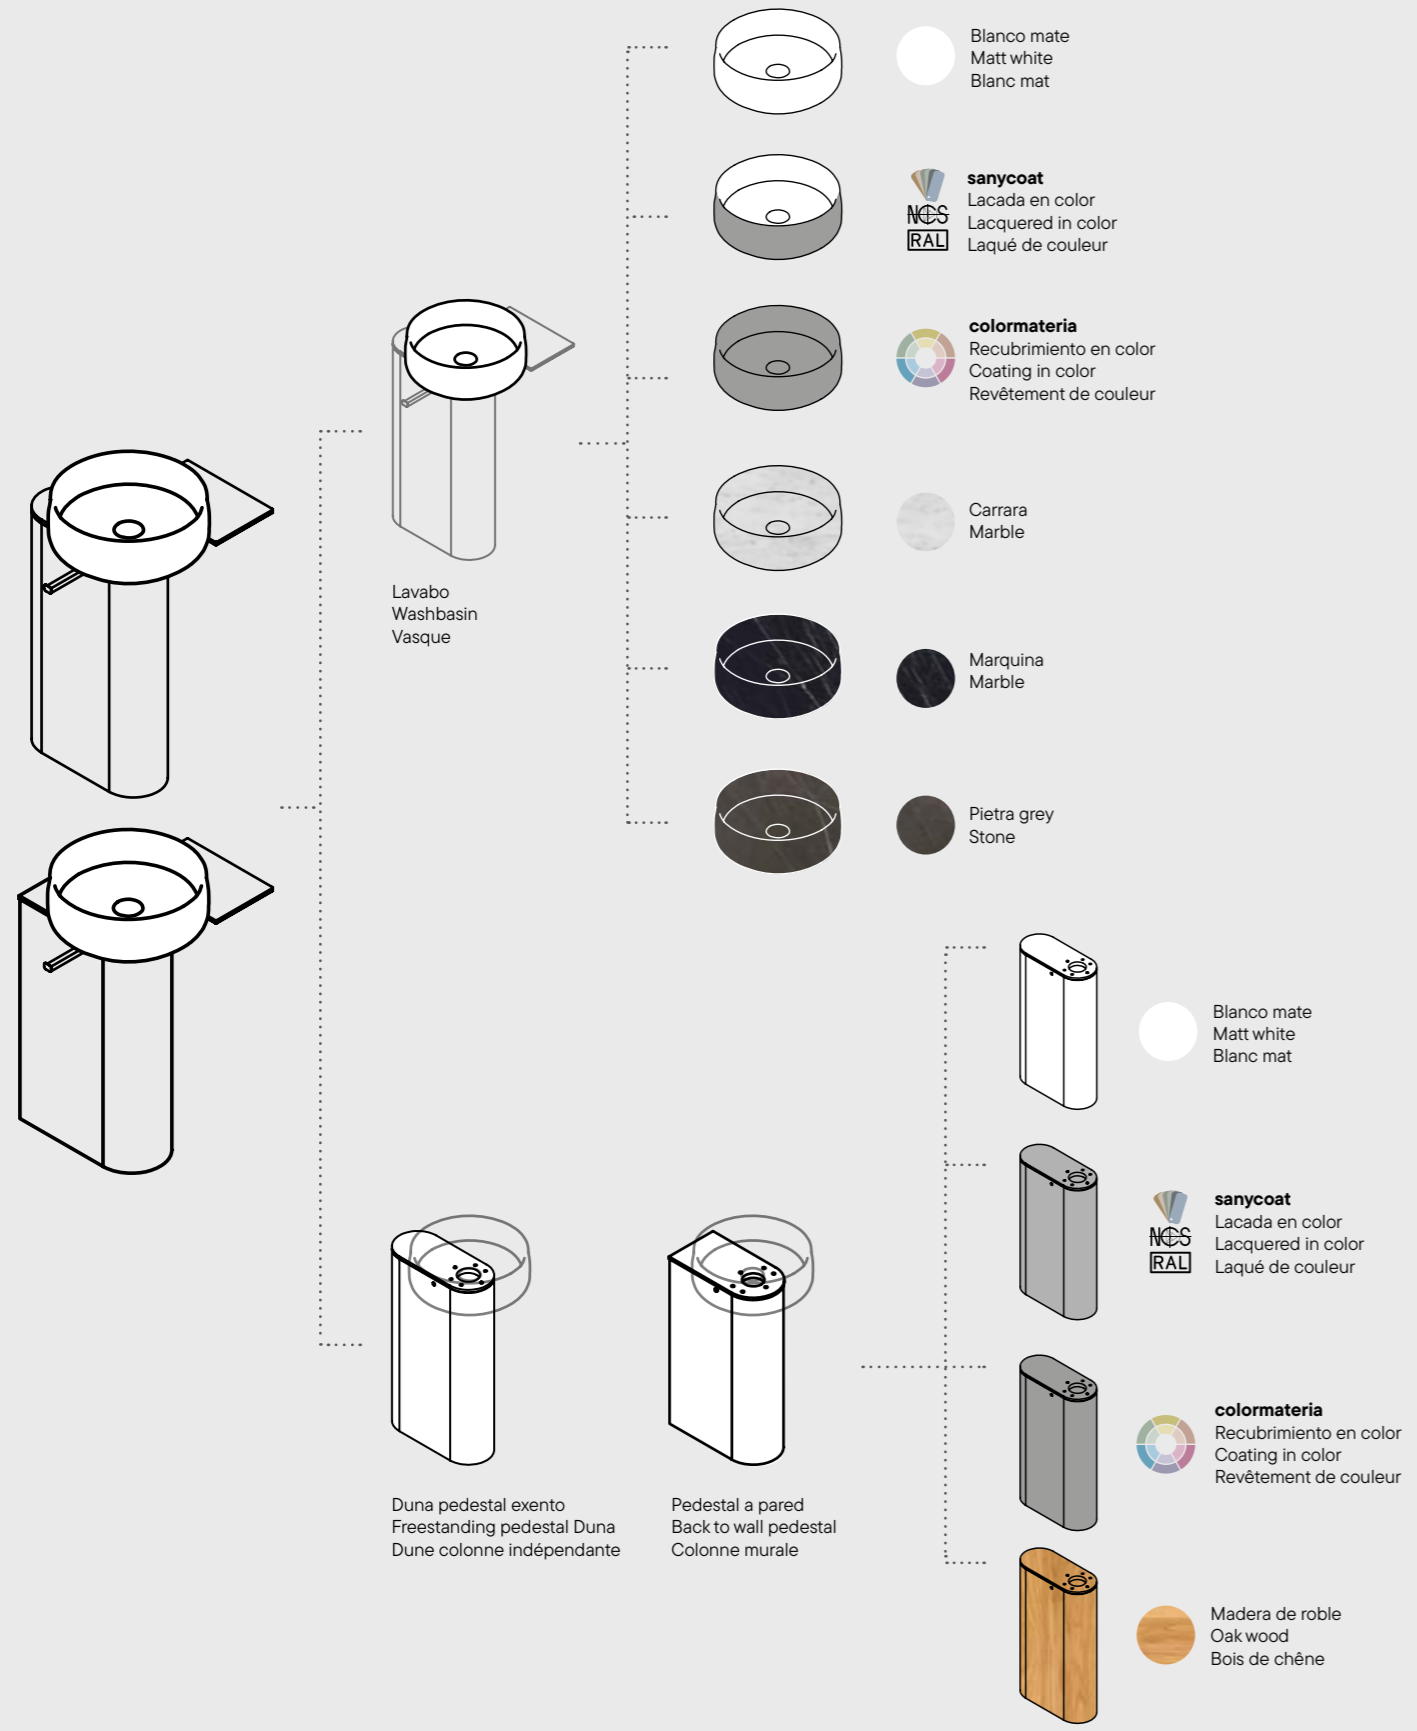 Blanco mate
Matt white
Blanc mat
sanycoat
Lacada en color
NCS
Lacquered in color
RAL
Laqué de couleur
colormateria
Recubrimiento en color
Coating in color
Revêtement de couleur
Carrara
Marble
Lavabo
Washbasin
Vasque
Marquina
Marble
Pietra grey
Stone
Blanco mate
Matt white
Blanc mat
sanycoat
Lacada en color
NCS
Lacquered in color
RAL
Laqué de couleur
colormateria
Recubrimiento en color
Coating in color
Revêtement de couleur
Duna pedestal exento
Freestanding pedestal Duna
Dune colonne indépendante
Pedestal a pared
Back to wall pedestal
Colonne murale
Madera de roble
Oak wood
Bois de chêne